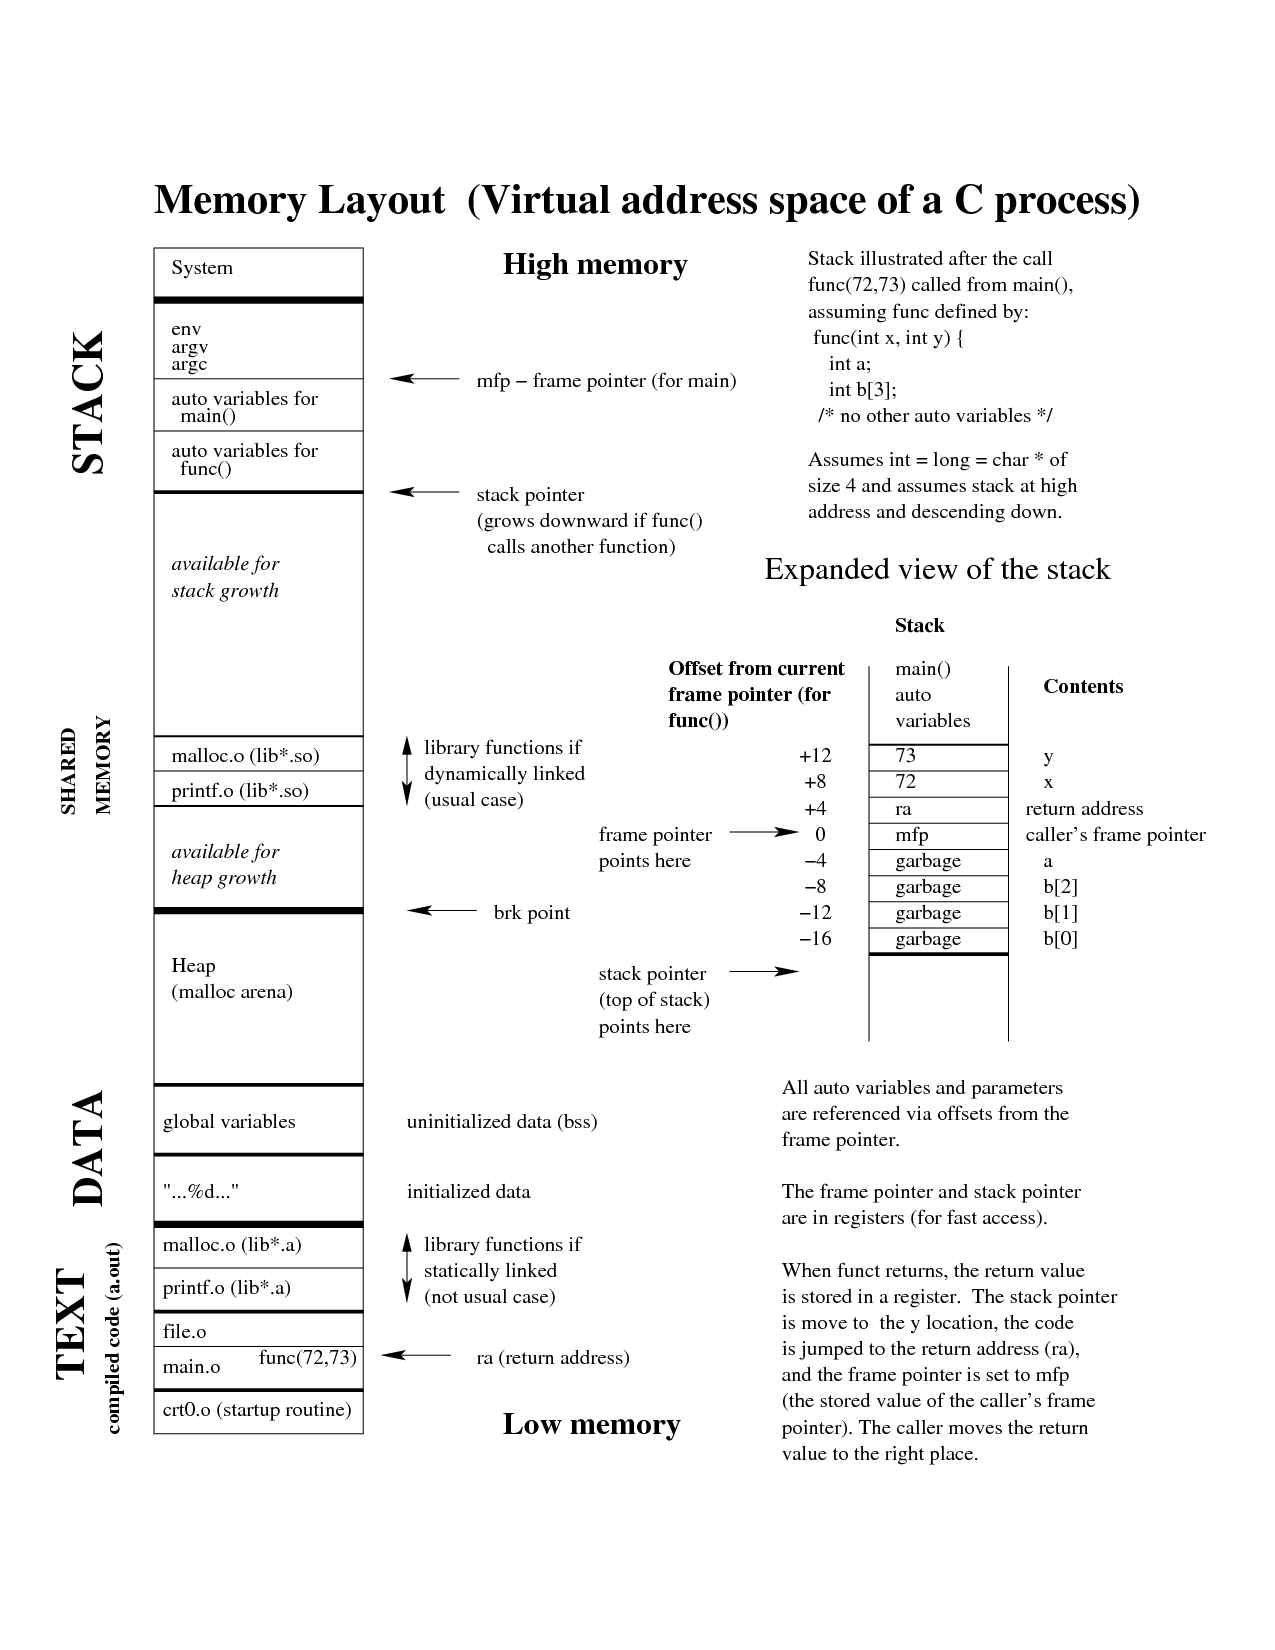 Memory Layout (Virtual address space of a C process)
STACK
SHARED
MEMORY
DATA
TEXT
compiled code (a.out)
System
env
argv
argc
auto variables for
main()
auto variables for
func()
available for
stack growth
malloc.o (lib*.so)
printf.o (lib*.so)
available for
heap growth
Heap
(malloc arena)
global variables
"...%d..."
malloc.o (lib*.a)
printf.o (lib*.a)
file.o
main.o func(72,73)
crt0.o (startup routine)
High memory
mfp − frame pointer (for main)
stack pointer
(grows downward if func()
calls another function)
library functions if
dynamically linked
(usual case)
brk point
uninitialized data (bss)
initialized data
library functions if
statically linked
(not usual case)
ra (return address)
Low memory
Stack illustrated after the call
func(72,73) called from main(),
assuming func defined by:
func(int x, int y) {
int a;
int b[3];
/* no other auto variables */
Assumes int = long = char * of
size 4 and assumes stack at high
address and descending down.
Expanded view of the stack
Stack
Offset from current
frame pointer (for
func())
main()
auto
variables
Contents
+12 73 y
+8 72 x
+4 ra return address
frame pointer 0 mfp caller's frame pointer
points here −4 garbage a
−8 garbage b[2]
−12 garbage b[1]
−16 garbage b[0]
stack pointer
(top of stack)
points here
All auto variables and parameters
are referenced via offsets from the
frame pointer.
The frame pointer and stack pointer
are in registers (for fast access).
When funct returns, the return value
is stored in a register. The stack pointer
is move to the y location, the code
is jumped to the return address (ra),
and the frame pointer is set to mfp
(the stored value of the caller's frame
pointer). The caller moves the return
value to the right place.